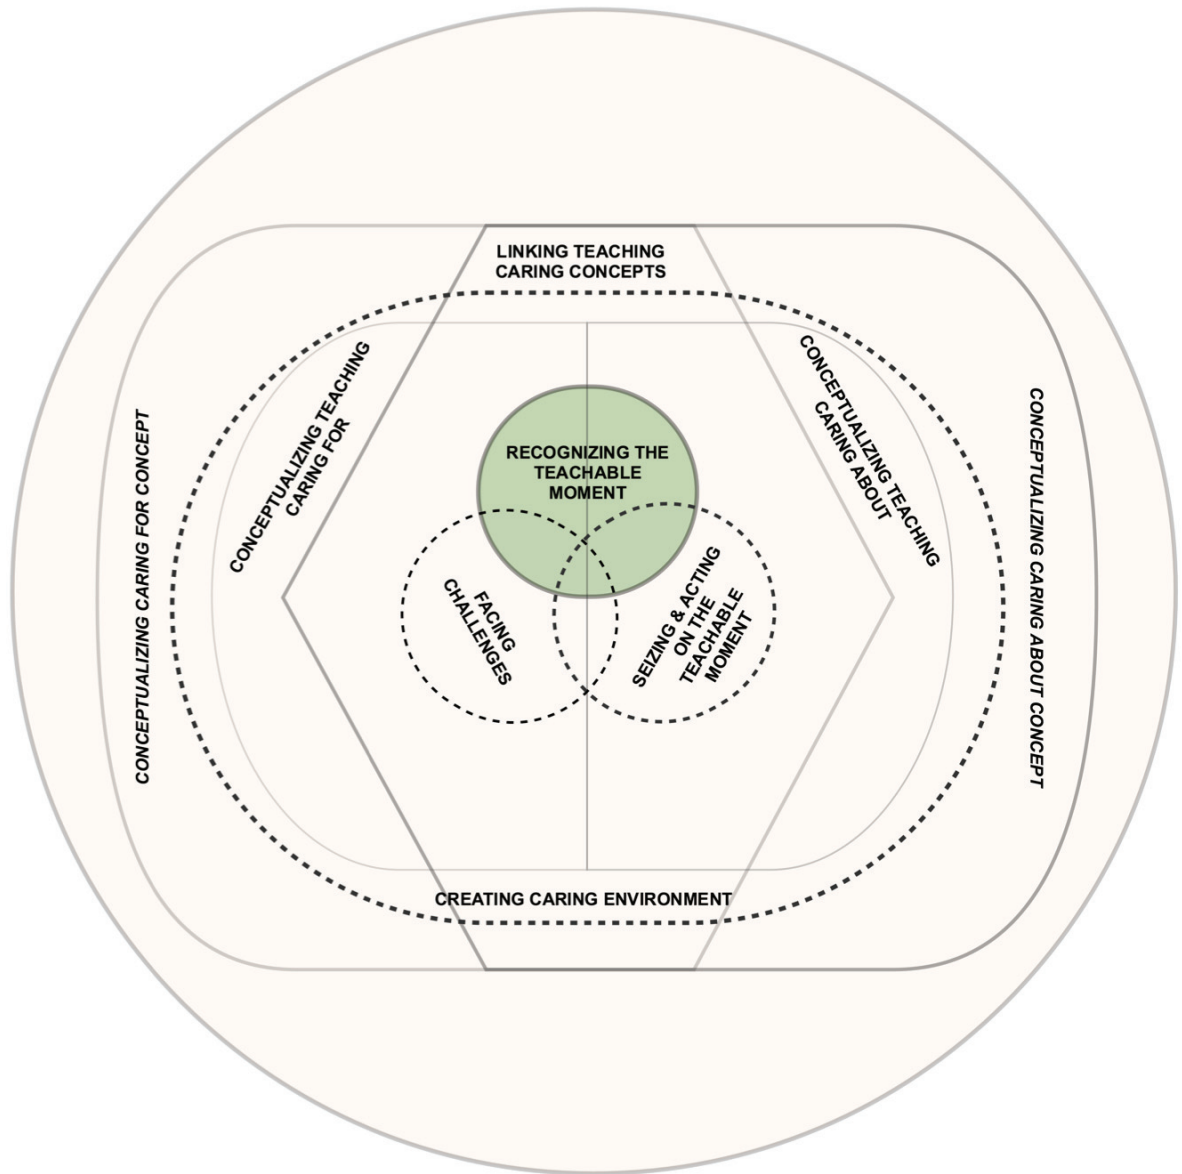 LINKING TEACHING
CARING CONCEPTS
CONCEPTUALIZING CARING FOR CONCEPT
CONCEPTUALIZING TEACHING
CARING FOR
CONCEPTUALIZING TEACHING
CARING ABOUT
CONCEPTUALIZING CARING ABOUT CONCEPT
RECOGNIZING THE
TEACHABLE
MOMENT
FACING
CHALLENGES
SEIZING & ACTING
ON THE
TEACHABLE
MOMENT
CREATING CARING ENVIRONMENT